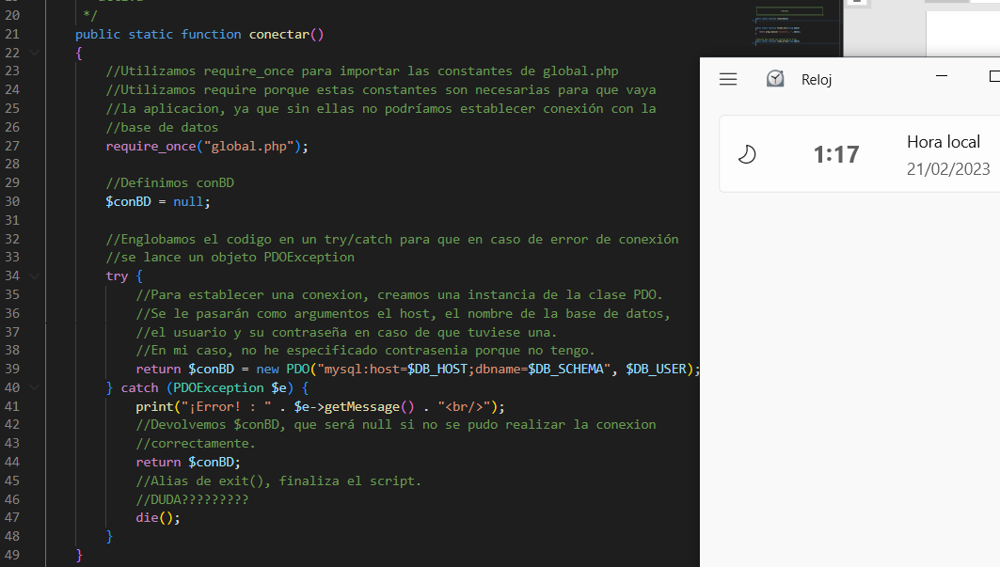 20 */
21 public static function conectar()
22 {
23 //Utilizamos require_once para importar las constantes de global.php
24 //Utilizamos require porque estas constantes son necesarias para que vaya
25 //la aplicacion, ya que sin ellas no podríamos establecer conexión con la
26 //base de datos
27 require_once("global.php");
28
29 //Definimos conBD
30 $conBD = null;
31
32 //Englobamos el codigo en un try/catch para que en caso de error de conexión
33 //se lance un objeto PDOException
34 try {
35 //Para establecer una conexion, creamos una instancia de la clase PDO.
36 //Se le pasarán como argumentos el host, el nombre de la base de datos,
37 //el usuario y su contraseña en caso de que tuviese una.
38 //En mi caso, no he especificado contrasenia porque no tengo.
39 return $conBD = new PDO("mysql:host=$DB_HOST;dbname=$DB_SCHEMA", $DB_USER);
40 } catch (PDOException $e) {
41 print("¡Error! : " . $e->getMessage() . "<br/>");
42 //Devolvemos $conBD, que será null si no se pudo realizar la conexion
43 //correctamente.
44 return $conBD;
45 //Alias de exit(), finaliza el script.
46 //DUDA?????????
47 die();
48 }
49 }
Reloj
1:17
Hora local
21/02/2023